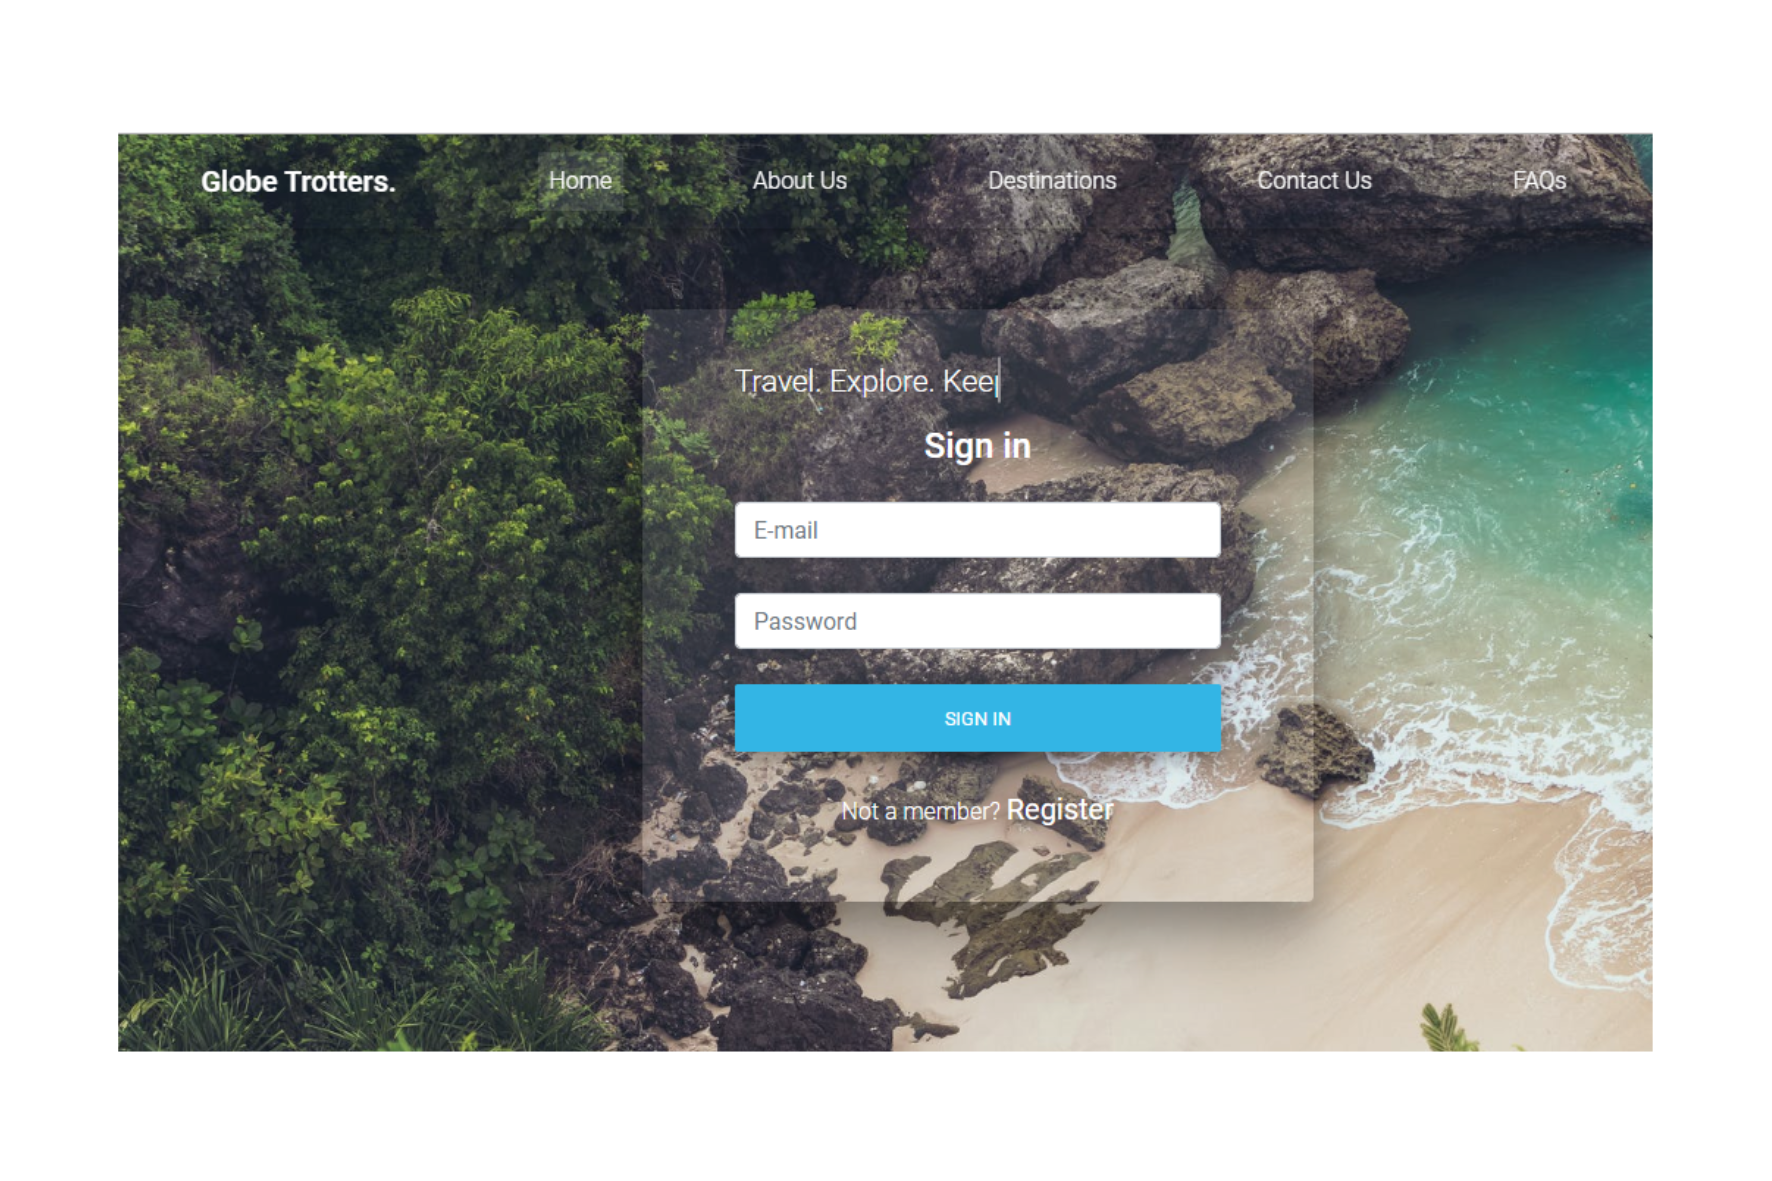 Globe Trotters. Home About Us Destinations Contact Us FAQs
Travel. Explore. Kee
Sign in
E-mail
Password
SIGN IN
Not a member? Register